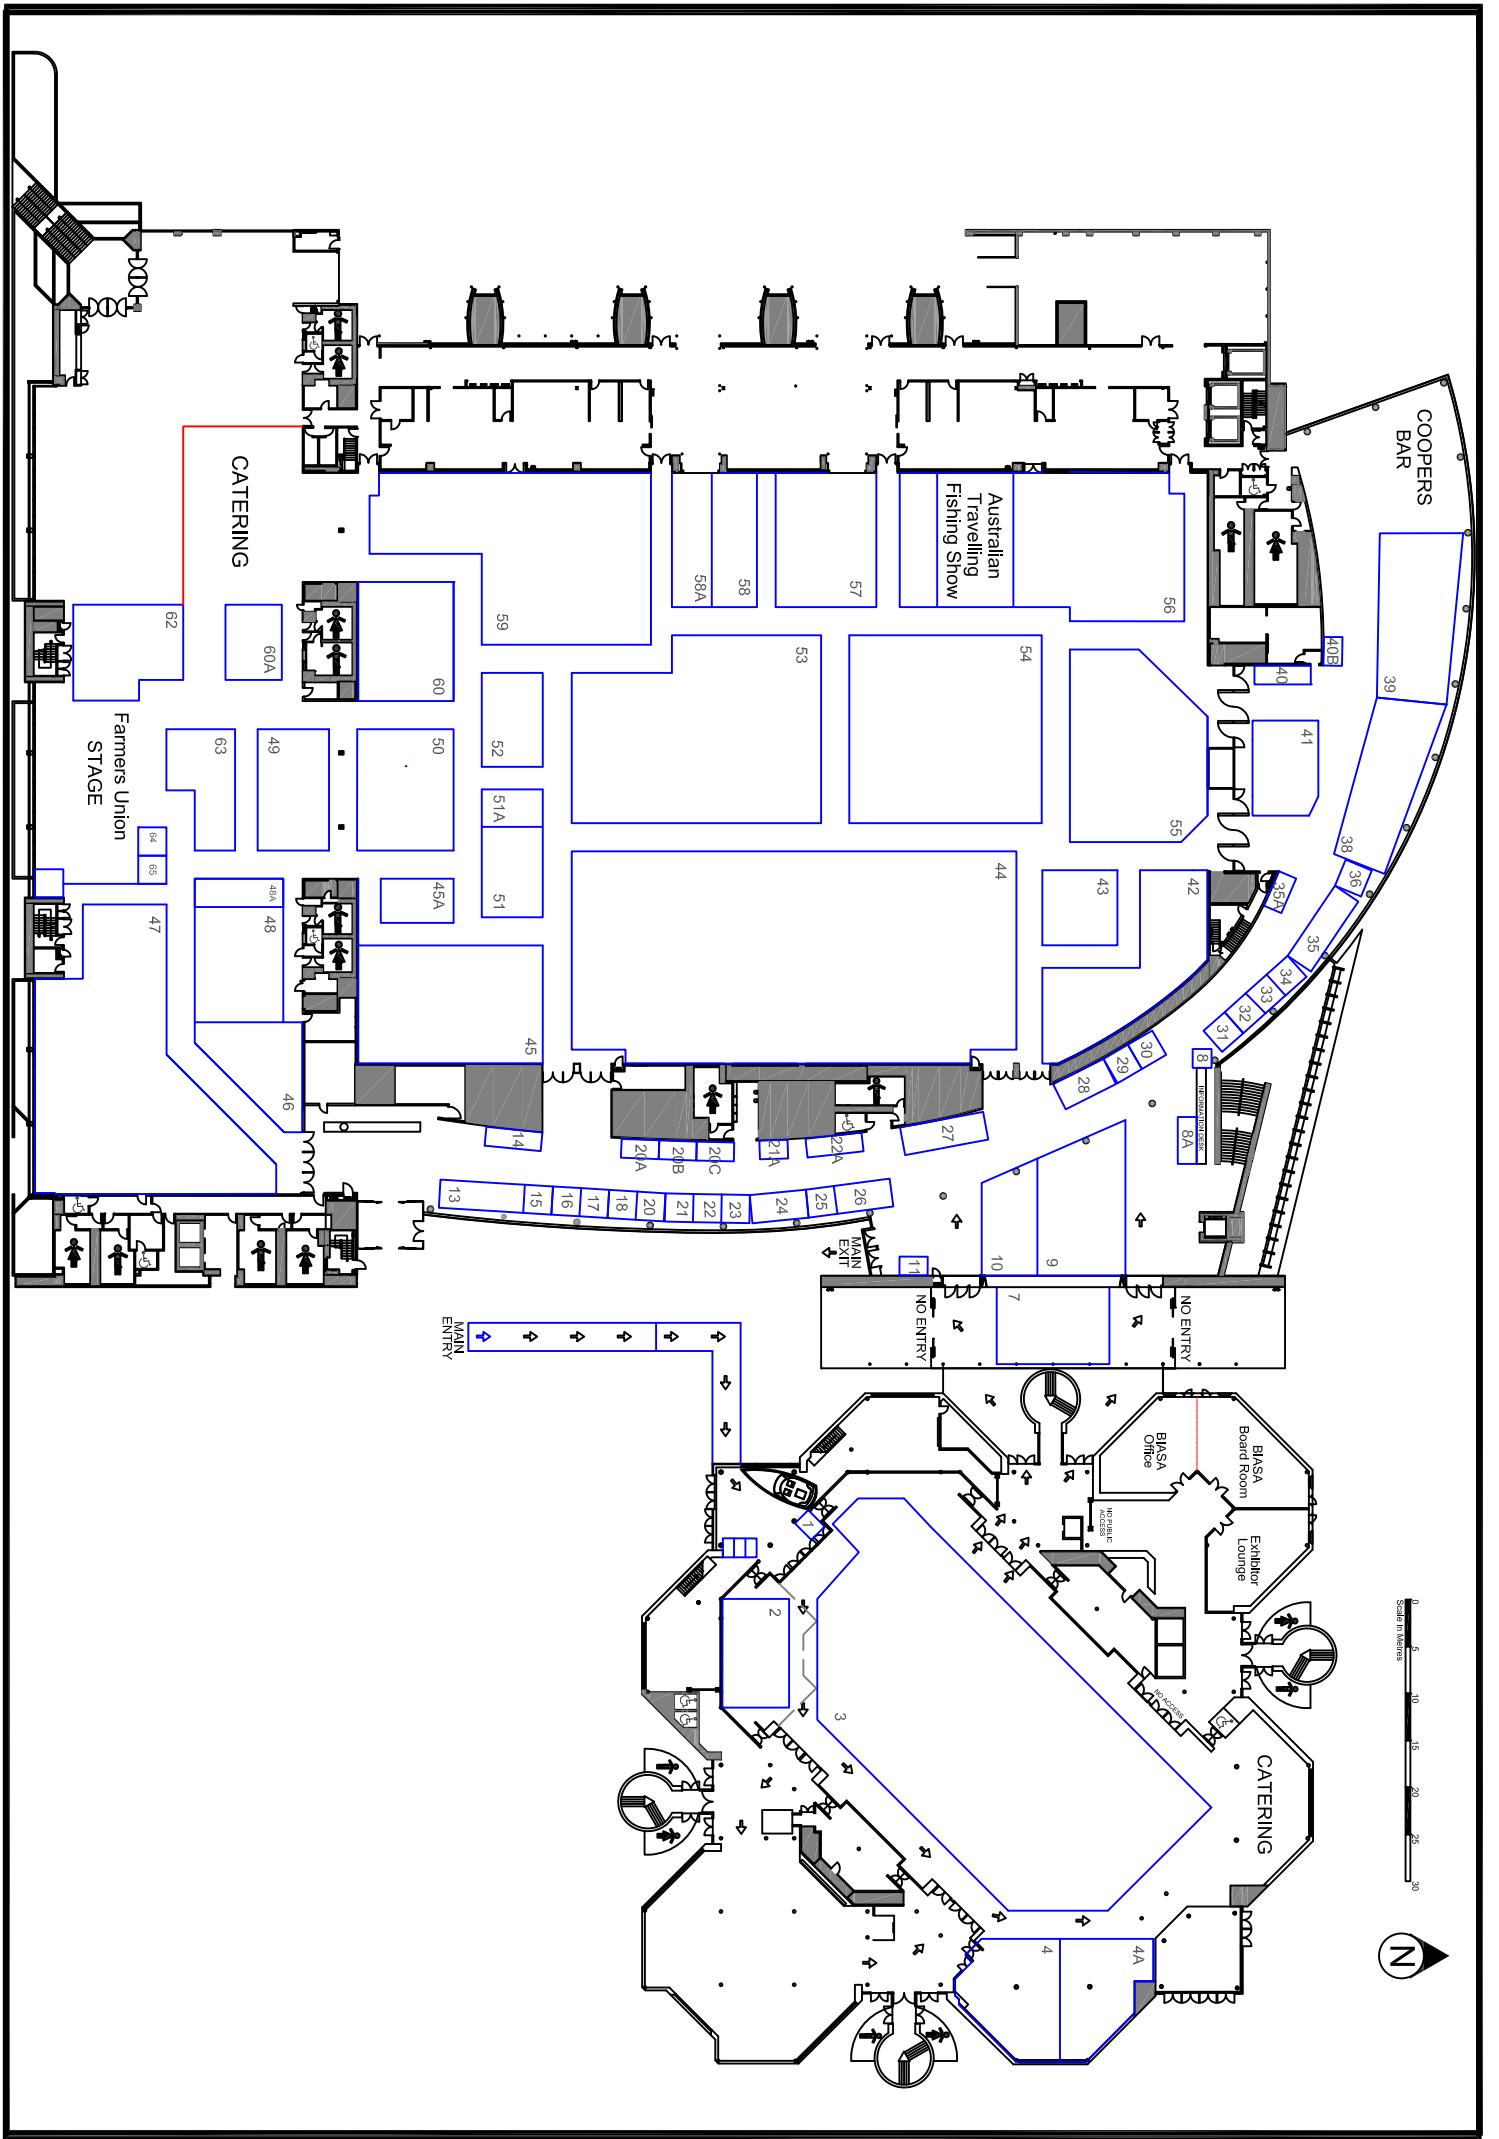 COOPERS
BAR
CATERING
Australian
Travelling
Fishing Show
62
60A
60
59
58A
58
57
56
40B
40
39
Farmers Union
STAGE
63
49
50
52
51A
53
54
55
41
38
64
65
47
48A
48
45A
51
44
43
42
35A
36
35
34
33
32
31
46
45
30
29
28
8
INFORMATION DESK
8A
14
20A
20B
20C
21A
22A
27
13
15
16
17
18
20
21
22
23
24
25
26
MAIN
EXIT
11
10
9
7
NO ENTRY
NO ENTRY
MAIN
ENTRY
BIASA
Office
BIASA
Board Room
NO PUBLIC
ACCESS
Exhibitor
Lounge
1
2
3
NO ACCESS
CATERING
4
4A
0
5
10
15
20
25
30
Scale In Metres
N